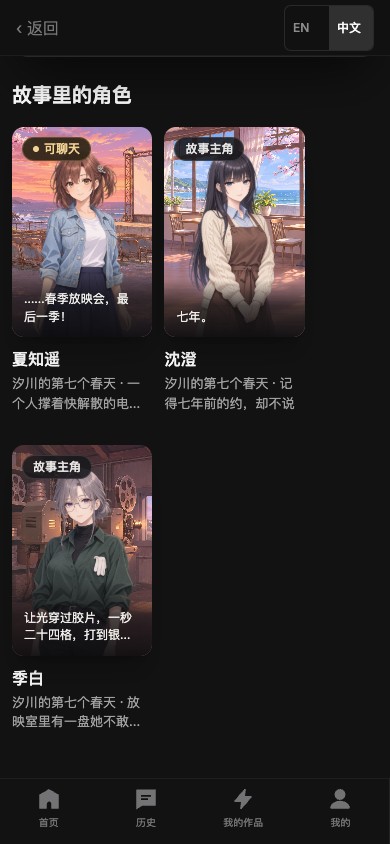 ‹ 返回
EN 中文
故事里的角色
可聊天
……春季放映会，最
后一季！
夏知遥
汐川的第七个春天 · 一
个人撑着快解散的电...
故事主角
七年。
沈澄
汐川的第七个春天 · 记
得七年前的约，却不说
故事主角
让光穿过胶片，一秒
二十四格，打到银...
季白
汐川的第七个春天 · 放
映室里有一盘她不敢...
首页 历史 我的作品 我的